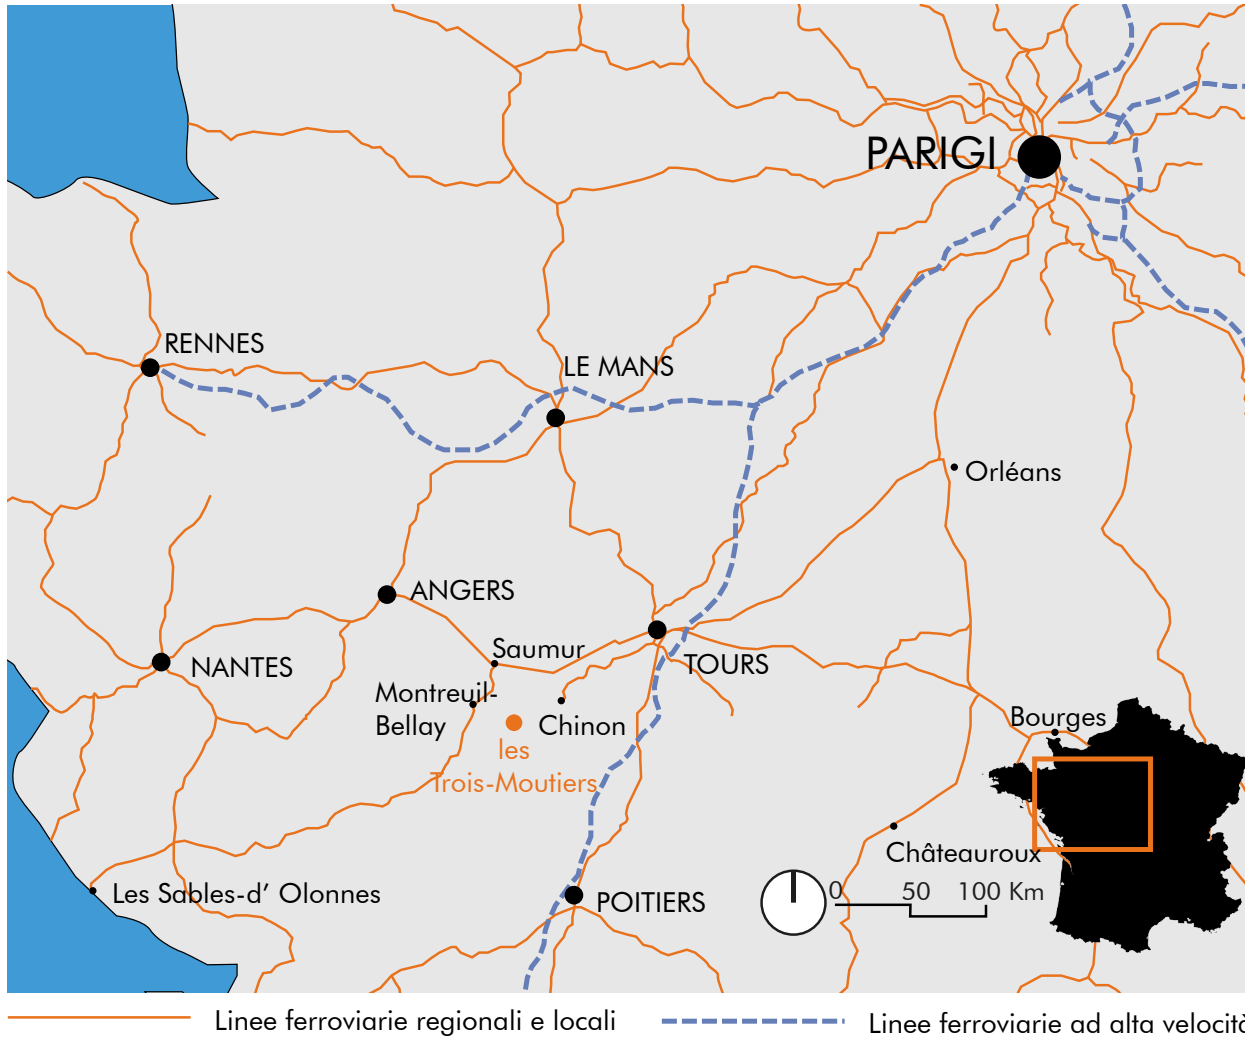 PARIGI
RENNES
LE MANS
Orléans
ANGERS
Saumur
NANTES
TOURS
Montreuil-
Bellay
Chinon
les
Trois-Moutiers
Bourges
Châteauroux
Les Sables-d' Olonnes
POITIERS
0 50 100 Km
Linee ferroviarie regionali e locali
Linee ferroviarie ad alta velocità